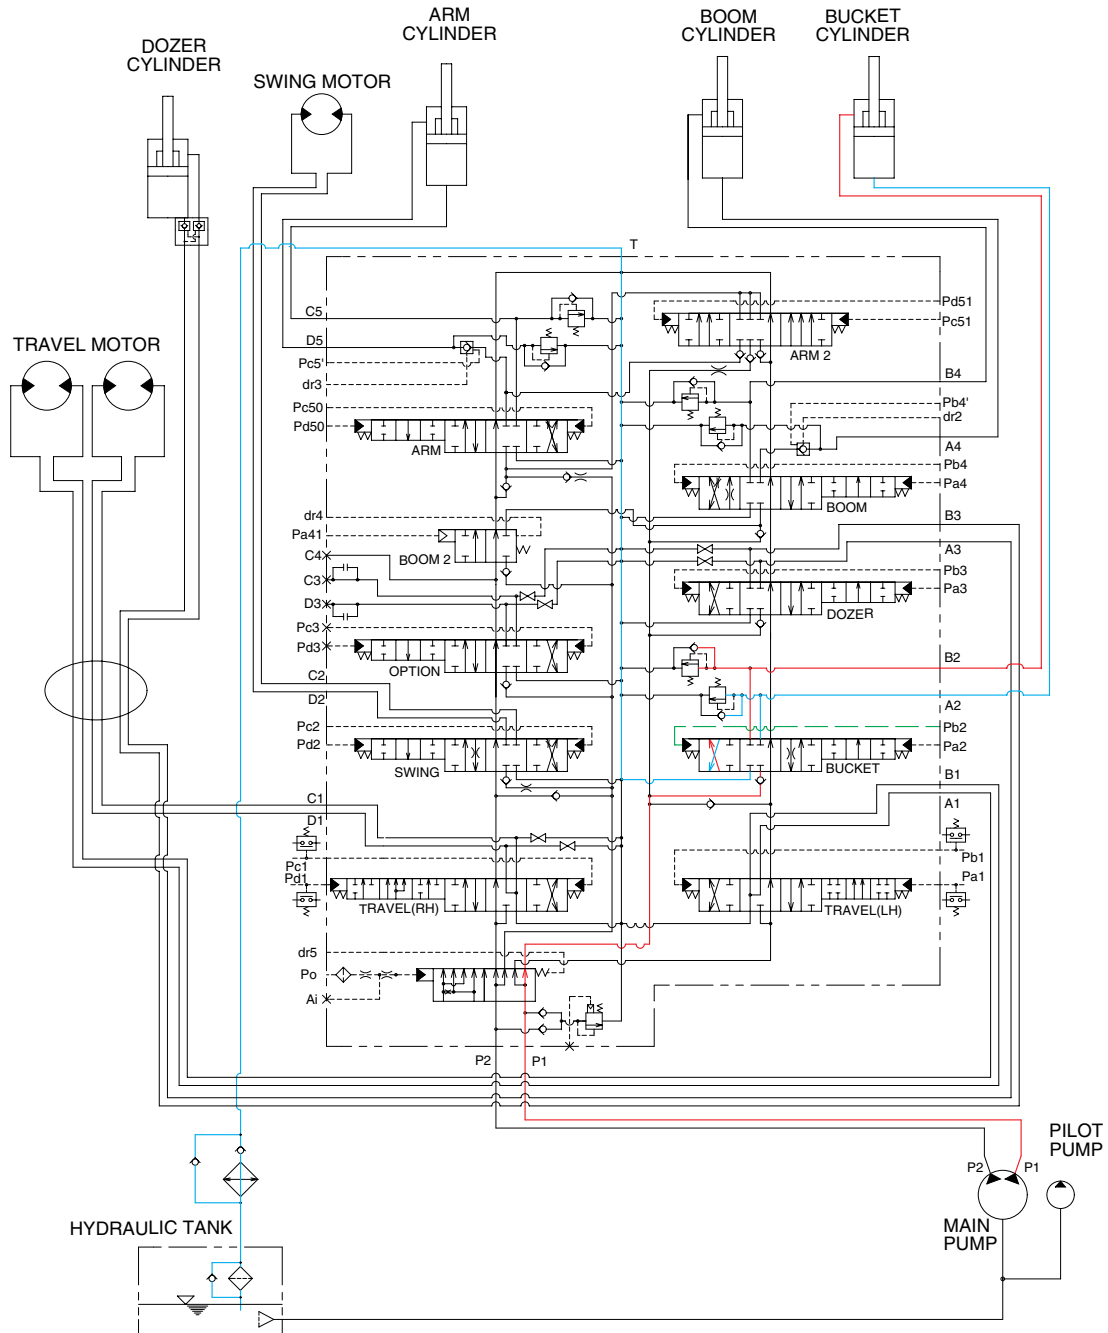 ARM
CYLINDER
BOOM
CYLINDER
BUCKET
CYLINDER
DOZER
CYLINDER
SWING MOTOR
TRAVEL MOTOR
T
C5
D5
Pc5'
dr3
Pc50
Pd50
ARM
dr4
Pa41
BOOM 2
C4
C3
D3
Pc3
Pd3
OPTION
C2
D2
Pc2
Pd2
SWING
C1
D1
Pc1
Pd1
TRAVEL(RH)
dr5
Po
Ai
Pd51
Pc51
ARM 2
B4
Pb4'
dr2
A4
Pb4
Pa4
BOOM
B3
A3
Pb3
Pa3
DOZER
B2
A2
Pb2
Pa2
BUCKET
B1
A1
Pb1
Pa1
TRAVEL(LH)
P2
P1
PILOT
PUMP
P2
P1
MAIN
PUMP
HYDRAULIC TANK